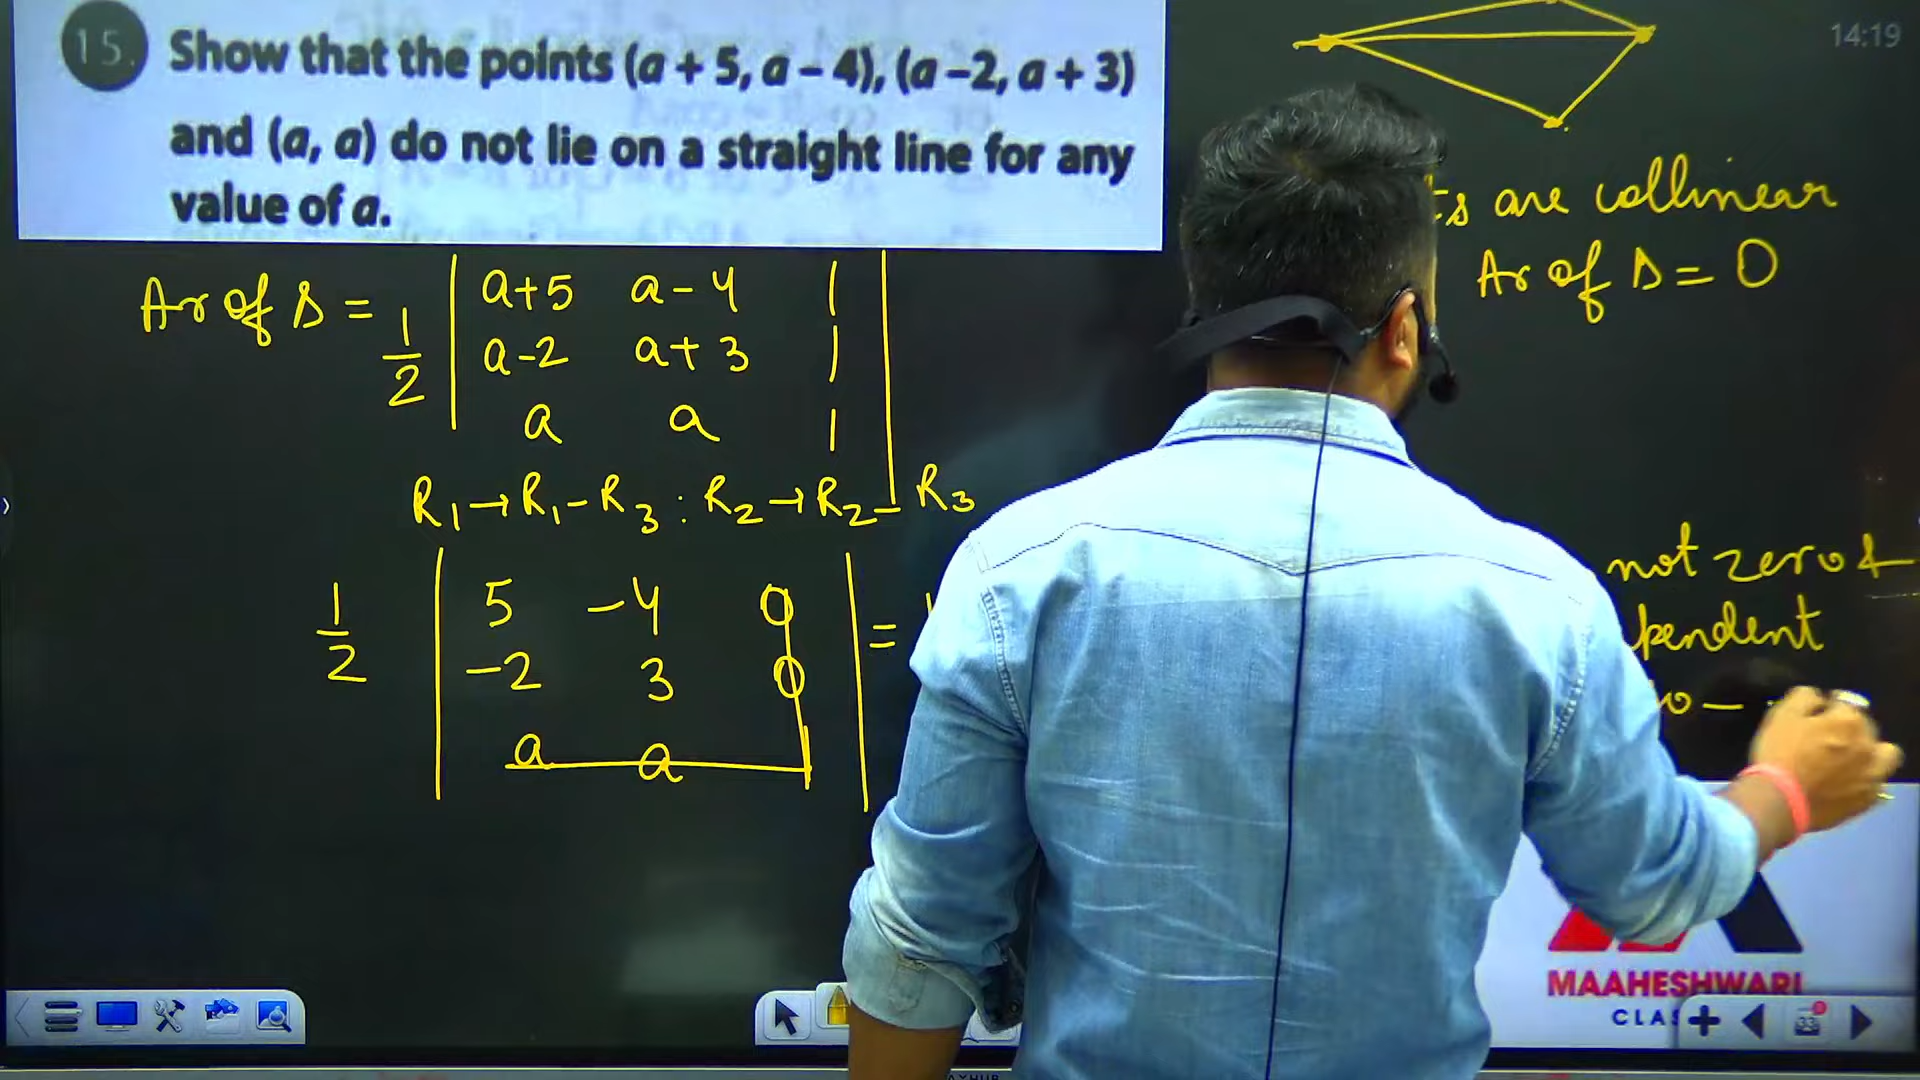 15. Show that the points (a + 5, a – 4), (a –2, a + 3)
and (a, a) do not lie on a straight line for any
value of a.
14:19
Ar of Δ = 1/2 | a+5 a-4 1 |
| a-2 a+3 1 |
| a a 1 |
R1→R1-R3 : R2→R2-R3
1/2 | 5 -4 0 | =
| -2 3 0 |
| a a |
are collinear
Ar of Δ = 0
not zero &
pendent
MAAHESHWARI
33